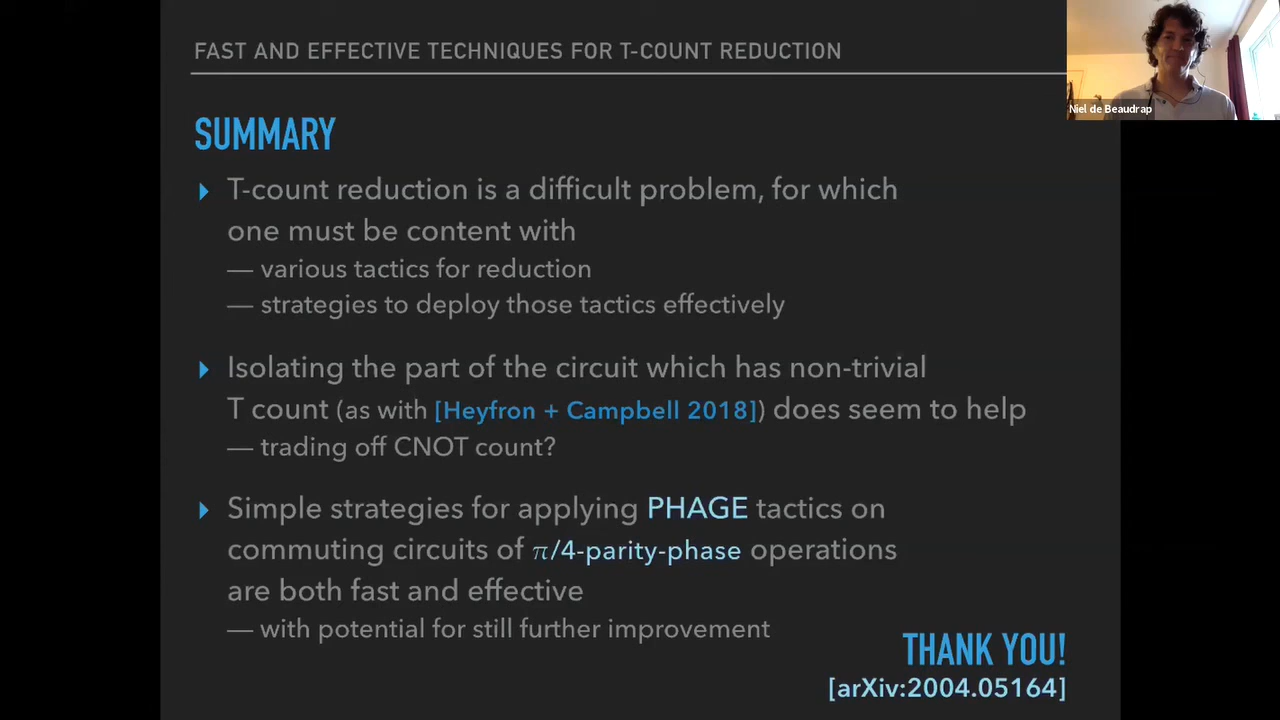 FAST AND EFFECTIVE TECHNIQUES FOR T-COUNT REDUCTION
Niel de Beaudrap
SUMMARY
T-count reduction is a difficult problem, for which
one must be content with
— various tactics for reduction
— strategies to deploy those tactics effectively
Isolating the part of the circuit which has non-trivial
T count (as with [Heyfron + Campbell 2018]) does seem to help
— trading off CNOT count?
Simple strategies for applying PHAGE tactics on
commuting circuits of π/4-parity-phase operations
are both fast and effective
— with potential for still further improvement
THANK YOU!
[arXiv:2004.05164]